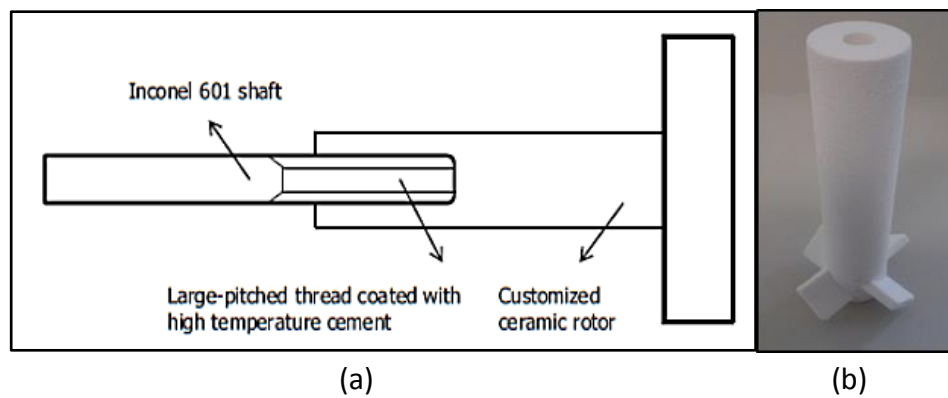 Inconel 601 shaft
Large-pitched thread coated with
high temperature cement
Customized
ceramic rotor
(a)
(b)